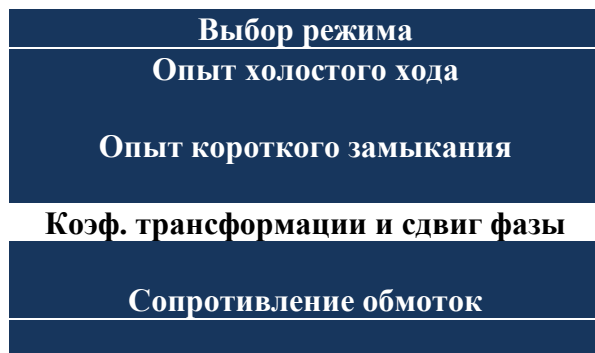 Выбор режима
Опыт холостого хода
Опыт короткого замыкания
Коэф. трансформации и сдвиг фазы
Сопротивление обмоток